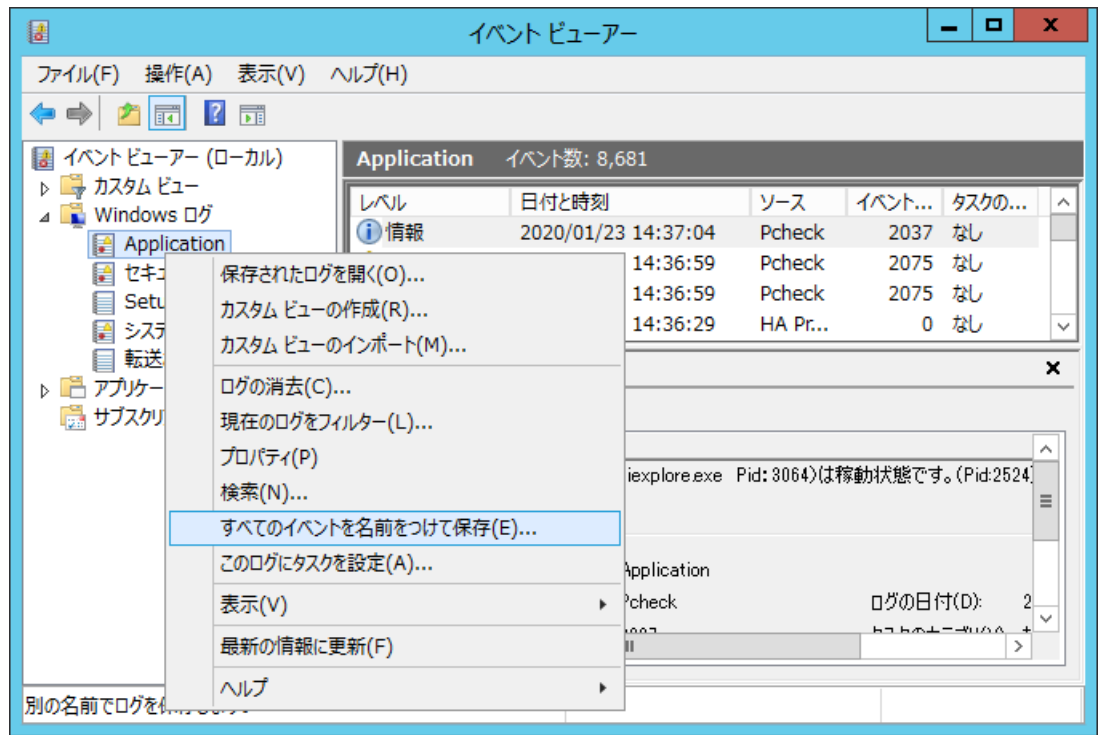 イベント ビューアー
ファイル(F) 操作(A) 表示(V) ヘルプ(H)
イベント ビューアー (ローカル)
カスタム ビュー
Windows ログ
Application
セキュ
Setu
システ
転送
アプリケー
サブスクリ
Application イベント数: 8,681
レベル 日付と時刻 ソース イベント... タスクの...
情報 2020/01/23 14:37:04 Pcheck 2037 なし
14:36:59 Pcheck 2075 なし
14:36:59 Pcheck 2075 なし
14:36:29 HA Pr... 0 なし
保存されたログを開く(O)...
カスタム ビューの作成(R)...
カスタム ビューのインポート(M)...
ログの消去(C)...
現在のログをフィルター(L)...
プロパティ(P)
検索(N)...
すべてのイベントを名前をつけて保存(E)...
このログにタスクを設定(A)...
表示(V)
最新の情報に更新(F)
ヘルプ
iexplore.exe Pid: 3064)は稼動状態です。(Pid:2524)
Application
Pcheck ログの日付(D): 2
別の名前でログを